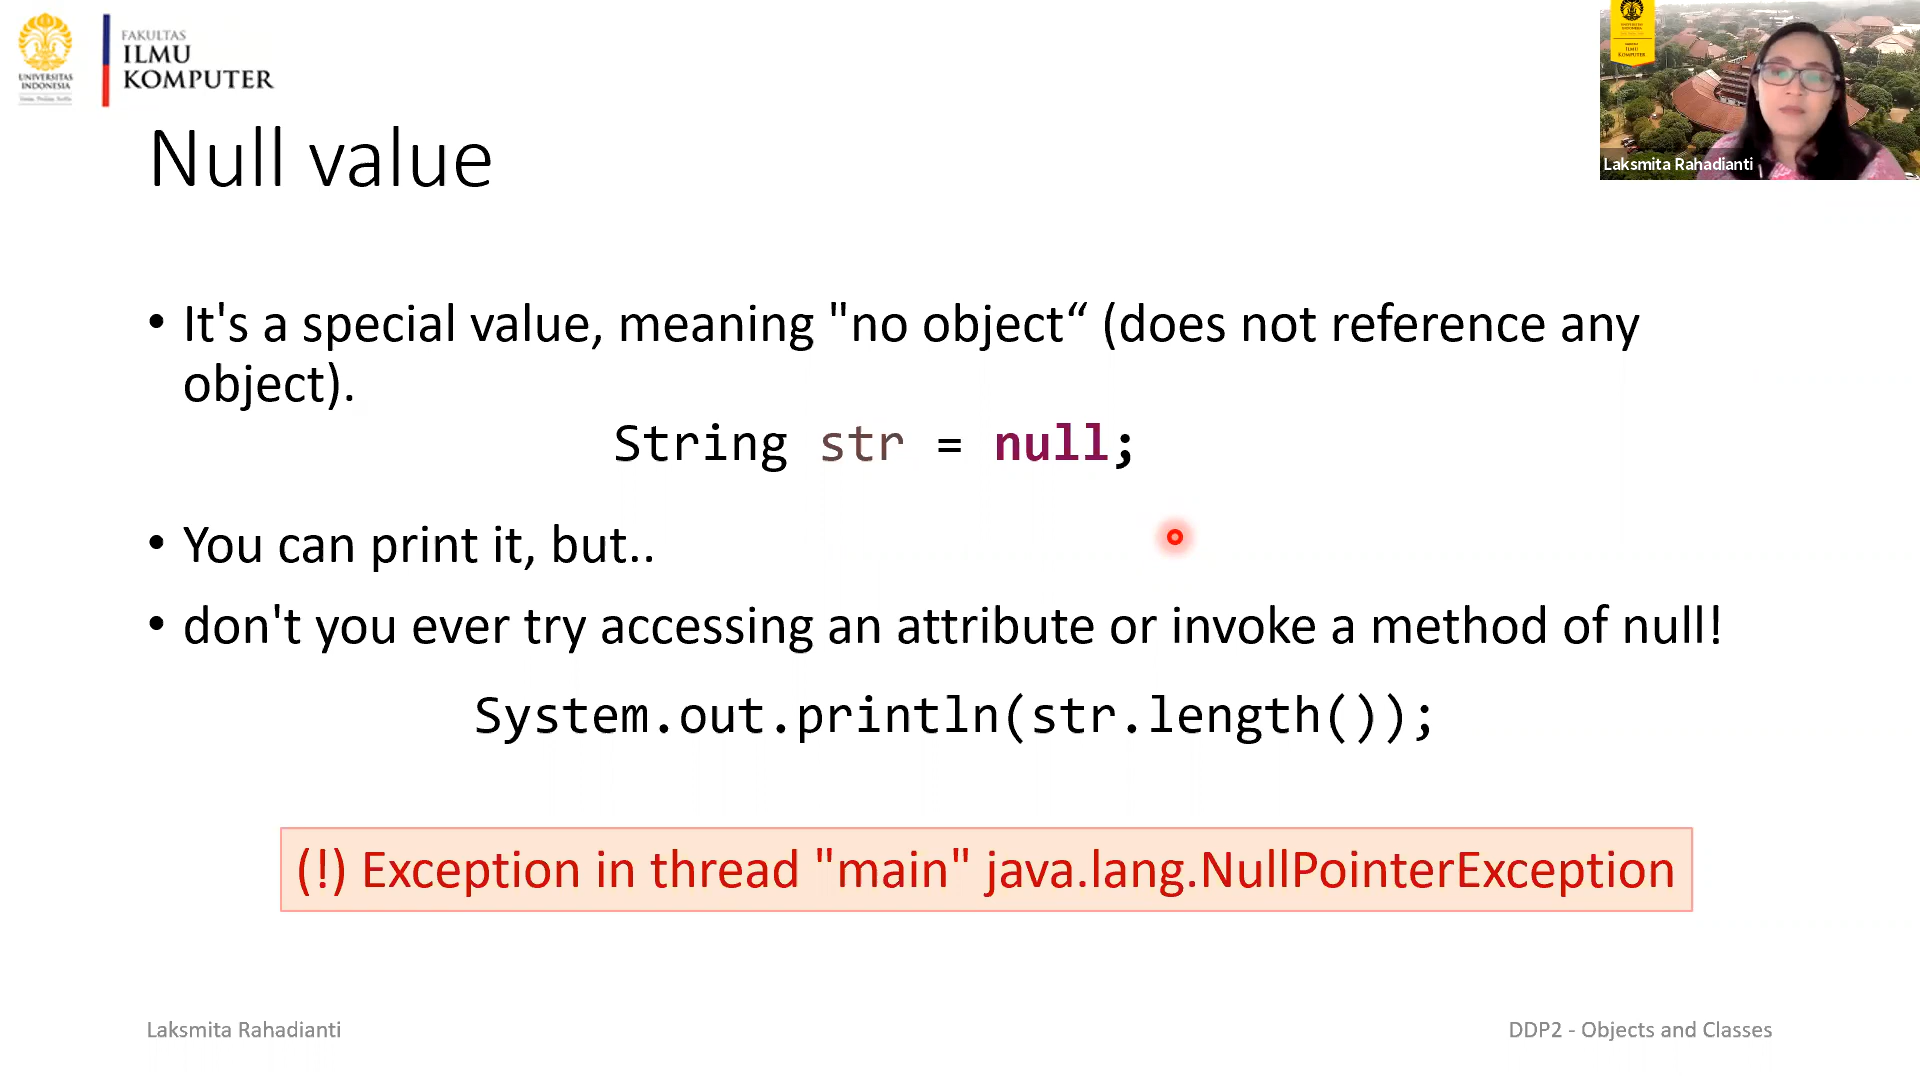 UNIVERSITAS
INDONESIA
FAKULTAS
ILMU
KOMPUTER
Laksmita Rahadianti
Null value
• It's a special value, meaning "no object“ (does not reference any
object).
String str = null;
• You can print it, but..
• don't you ever try accessing an attribute or invoke a method of null!
System.out.println(str.length());
(!) Exception in thread "main" java.lang.NullPointerException
Laksmita Rahadianti
DDP2 - Objects and Classes